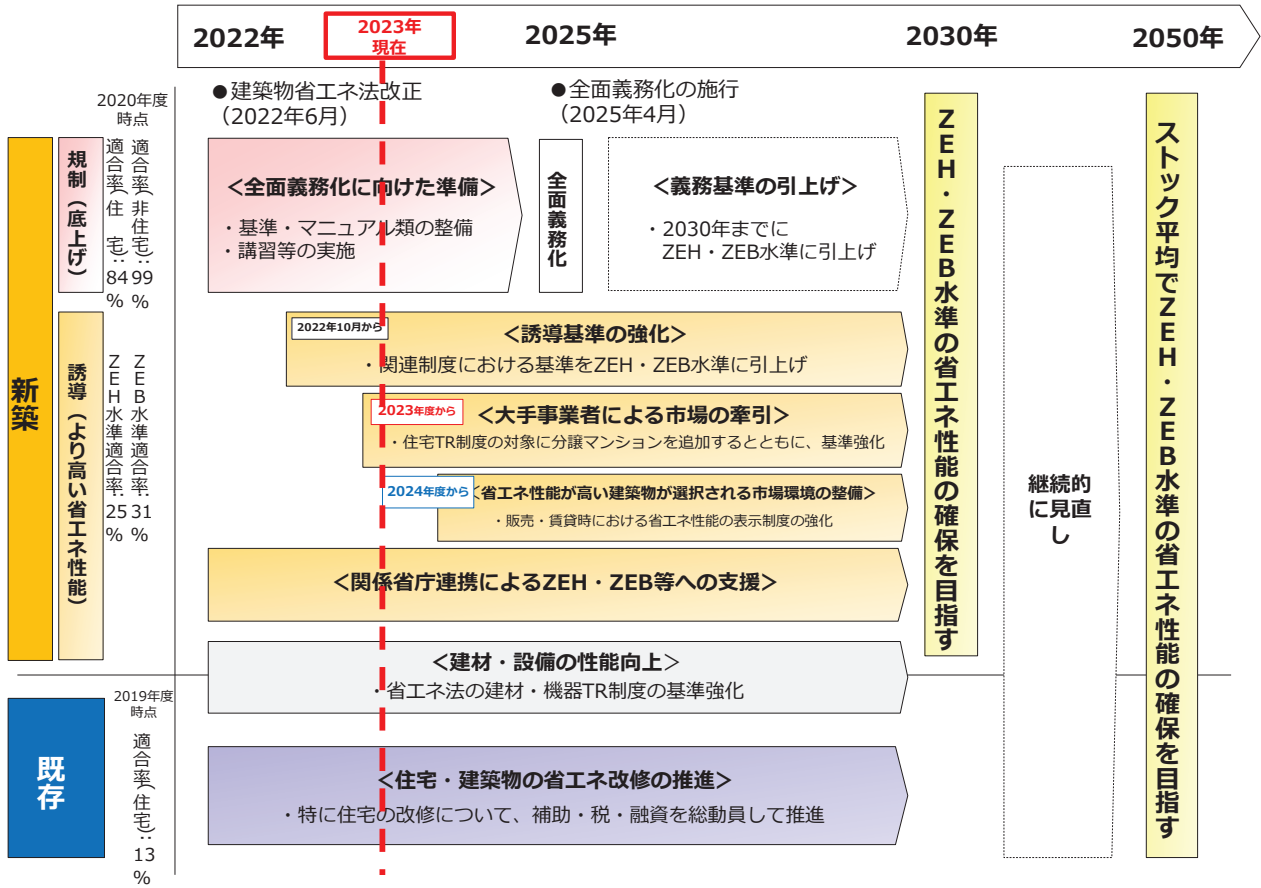 2022年
2023年
現在
2025年
2030年
2050年
●建築物省エネ法改正
（2022年6月）
●全面義務化の施行
（2025年4月）
2020年度
時点
新築
規制（底上げ）
適合率（非住宅）：99%
適合率（住　宅）：84%
＜全面義務化に向けた準備＞
・基準・マニュアル類の整備
・講習等の実施
全面義務化
＜義務基準の引上げ＞
・2030年までに
ZEH・ZEB水準に引上げ
誘導（より高い省エネ性能）
ZEB水準適合率：31%
ZEH水準適合率：25%
2022年10月から
＜誘導基準の強化＞
・関連制度における基準をZEH・ZEB水準に引上げ
2023年度から
＜大手事業者による市場の牽引＞
・住宅TR制度の対象に分譲マンションを追加するとともに、基準強化
2024年度から
＜省エネ性能が高い建築物が選択される市場環境の整備＞
・販売・賃貸時における省エネ性能の表示制度の強化
＜関係省庁連携によるZEH・ZEB等への支援＞
＜建材・設備の性能向上＞
・省エネ法の建材・機器TR制度の基準強化
既存
2019年度
時点
適合率（住宅）：13%
＜住宅・建築物の省エネ改修の推進＞
・特に住宅の改修について、補助・税・融資を総動員して推進
ZEH・ZEB水準の省エネ性能の確保を目指す
継続的
に見直
し
ストック平均でZEH・ZEB水準の省エネ性能の確保を目指す